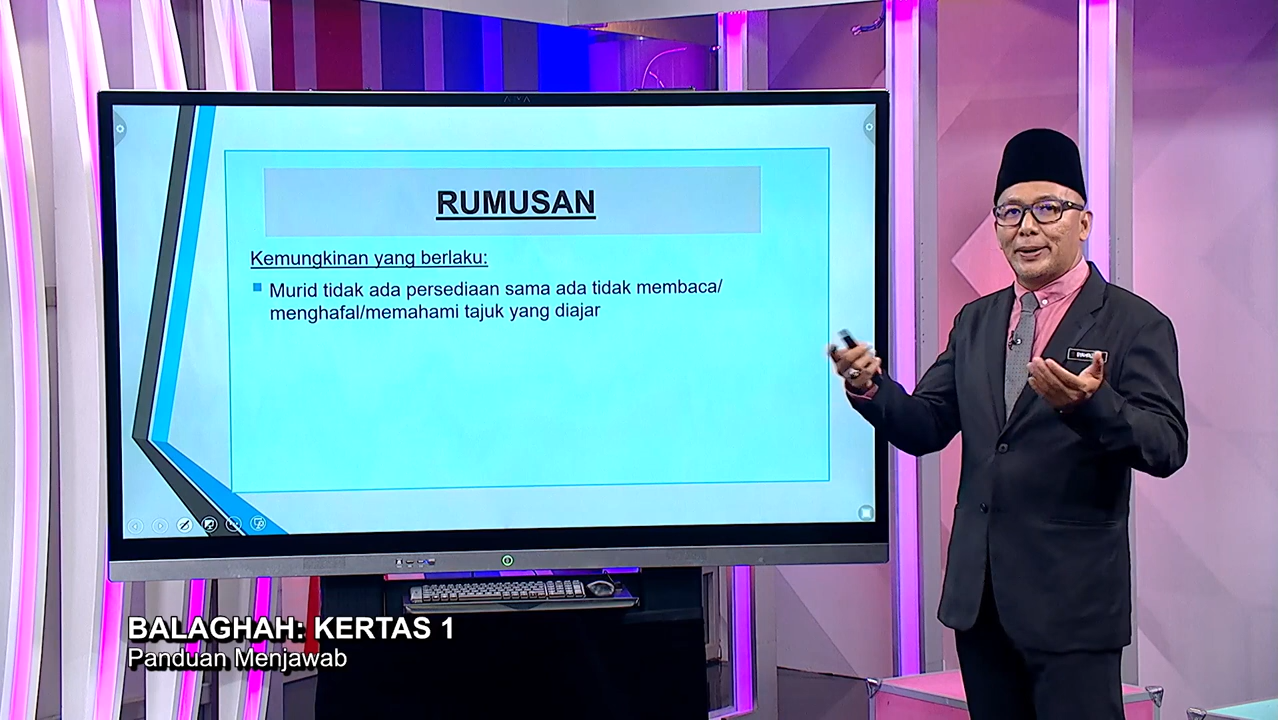 RUMUSAN
Kemungkinan yang berlaku:
Murid tidak ada persediaan sama ada tidak membaca/
menghafal/memahami tajuk yang diajar
BALAGHAH: KERTAS 1
Panduan Menjawab